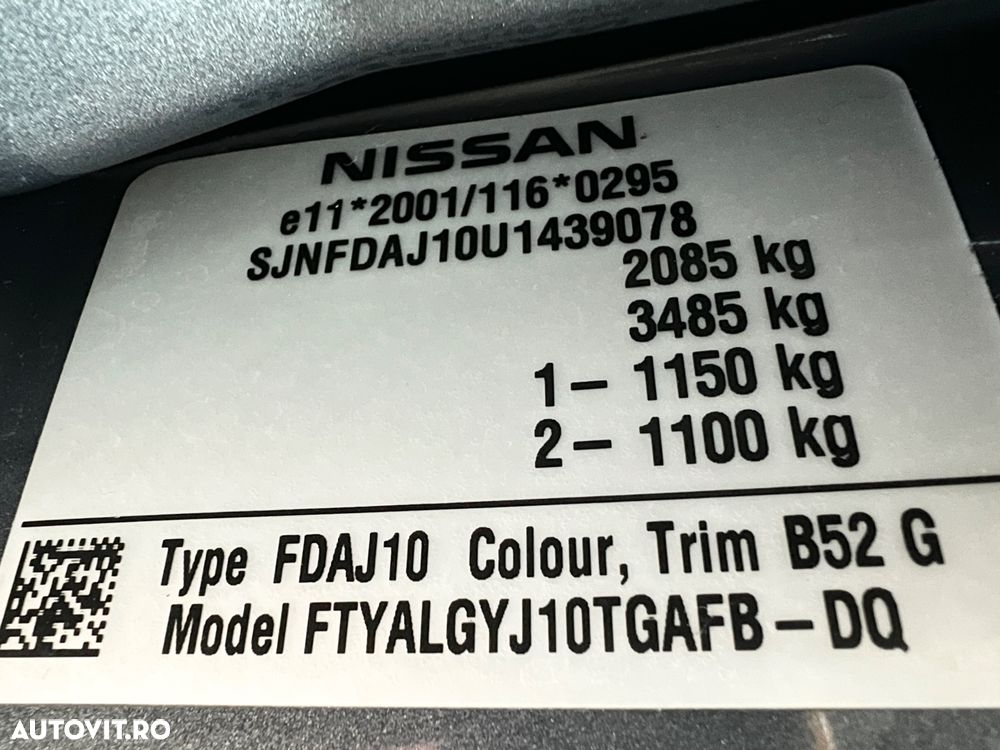 NISSAN
e11*2001/116*0295
SJNFDAJ10U1439078
2085 kg
3485 kg
1 – 1150 kg
2 – 1100 kg
Type FDAJ10 Colour, Trim B52 G
Model FTYALGYJ10TGAFB – DQ
AUTOVIT.RO